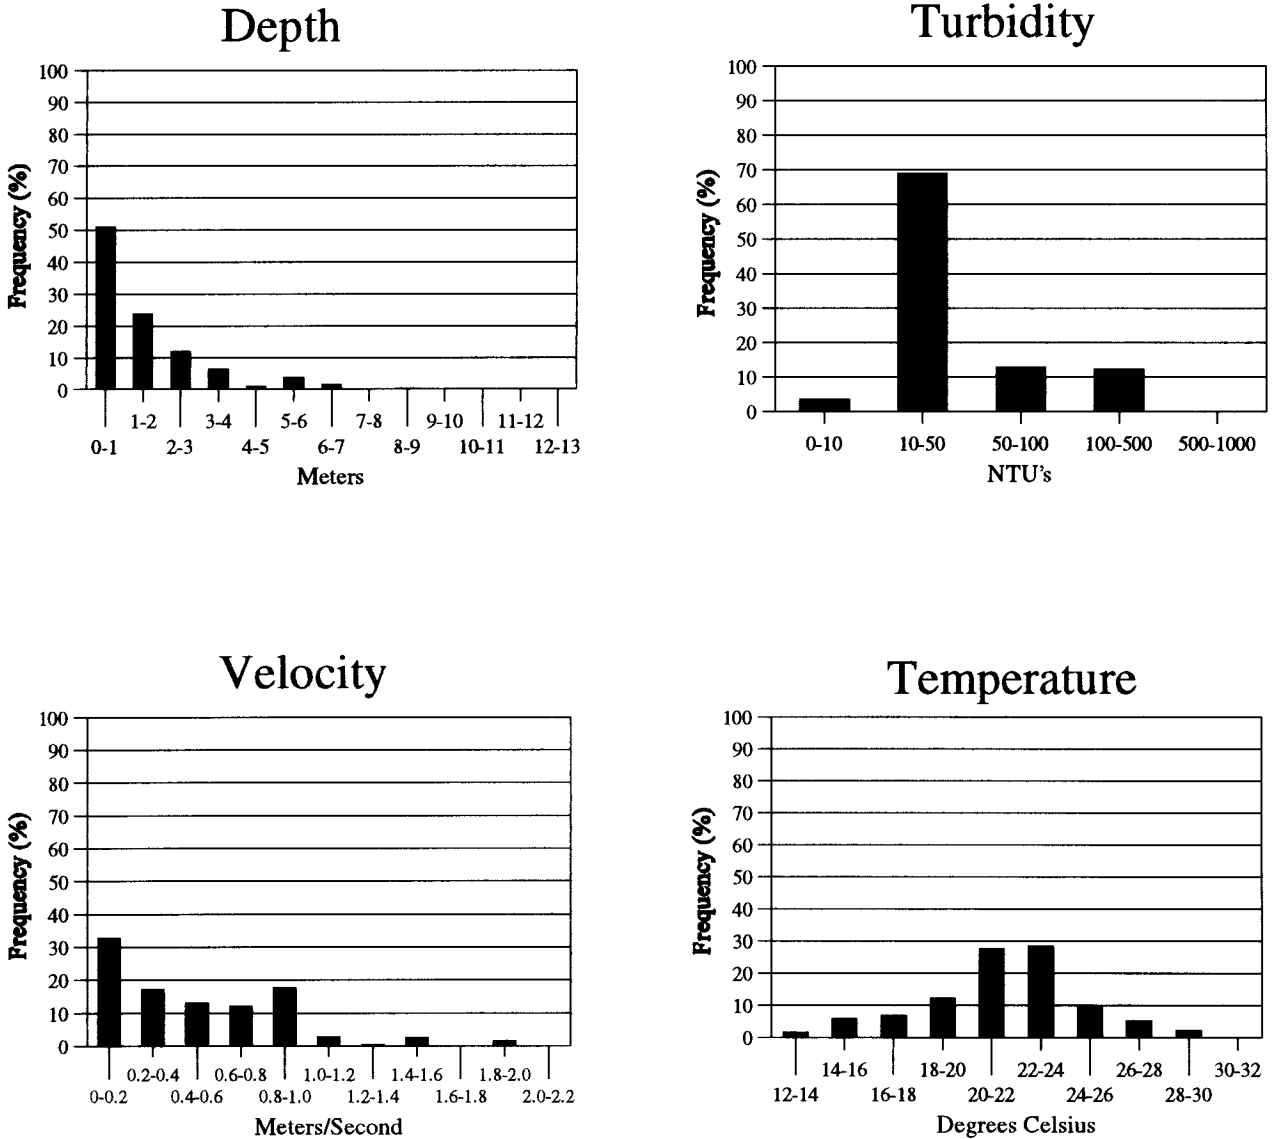 Depth
Frequency (%)
100
90
80
70
60
50
40
30
20
10
0
1-2 3-4 5-6 7-8 9-10 11-12
0-1 2-3 4-5 6-7 8-9 10-11 12-13
Meters
Turbidity
Frequency (%)
100
90
80
70
60
50
40
30
20
10
0
0-10 10-50 50-100 100-500 500-1000
NTU's
Velocity
Frequency (%)
100
90
80
70
60
50
40
30
20
10
0
0.2-0.4 0.6-0.8 1.0-1.2 1.4-1.6 1.8-2.0
0-0.2 0.4-0.6 0.8-1.0 1.2-1.4 1.6-1.8 2.0-2.2
Meters/Second
Temperature
Frequency (%)
100
90
80
70
60
50
40
30
20
10
0
14-16 18-20 22-24 26-28 30-32
12-14 16-18 20-22 24-26 28-30
Degrees Celsius